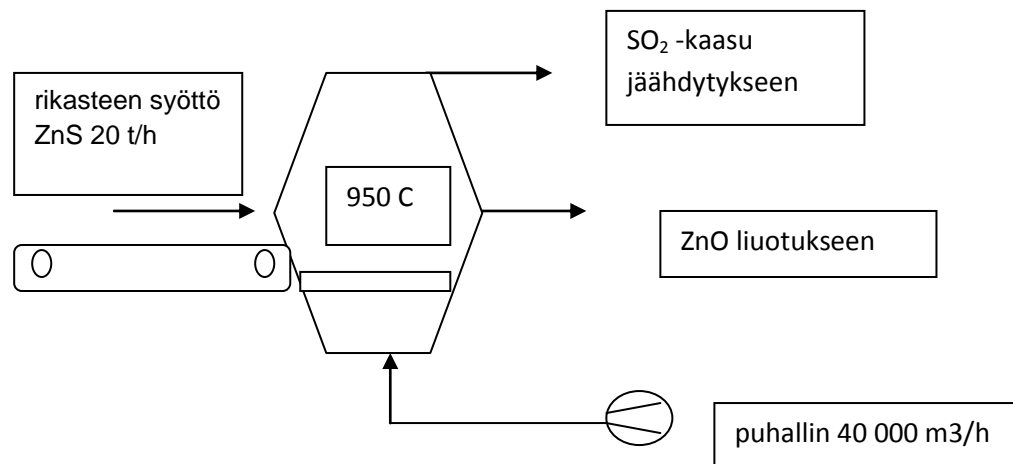 SO₂ -kaasu
jäähdytykseen
rikasteen syöttö
ZnS 20 t/h
950 C
ZnO liuotukseen
puhallin 40 000 m3/h